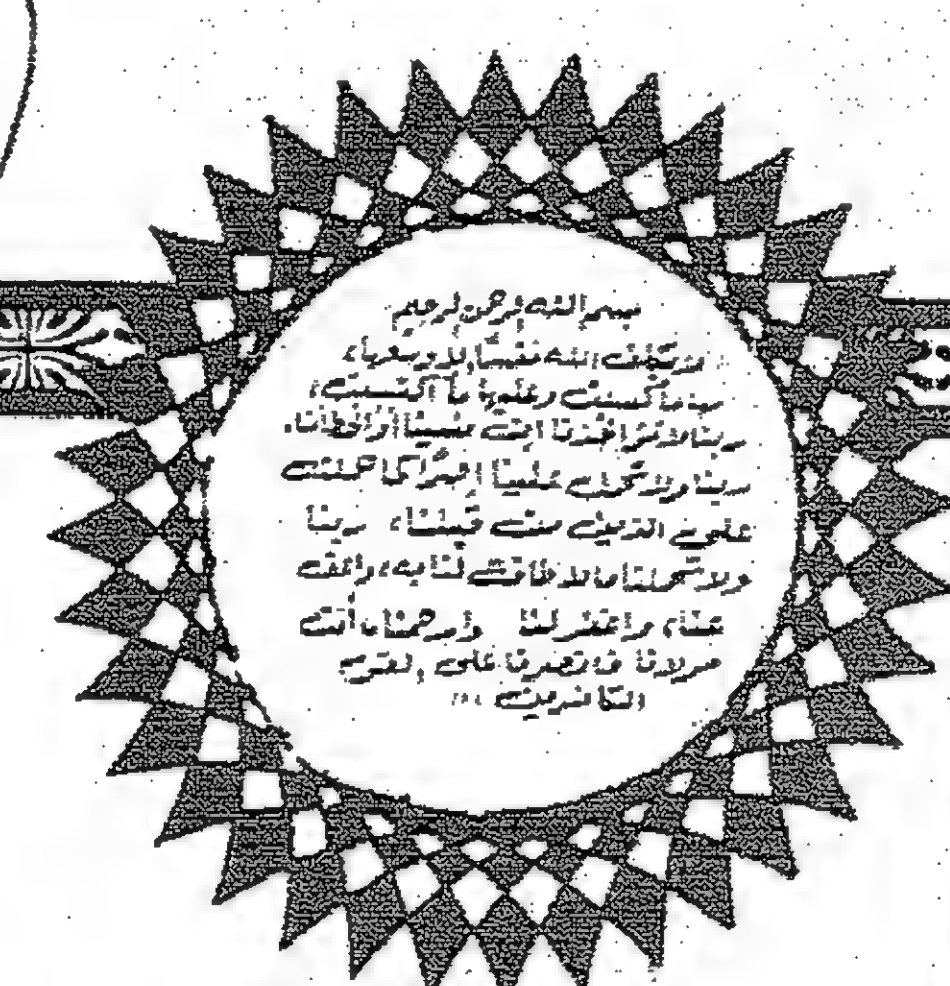 بسم الله الرحمن الرحيم
لا يكلف الله نفسا إلا وسعها
لها ما كسبت وعليها ما اكتسبت
ربنا لا تؤاخذنا إن نسينا أو أخطأنا
ربنا ولا تحمل علينا إصرا كما حملته
على الذين من قبلنا ربنا
ولا تحملنا ما لا طاقة لنا به واعف
عنا واغفر لنا وارحمنا أنت
مولانا فانصرنا على القوم
الكافرين